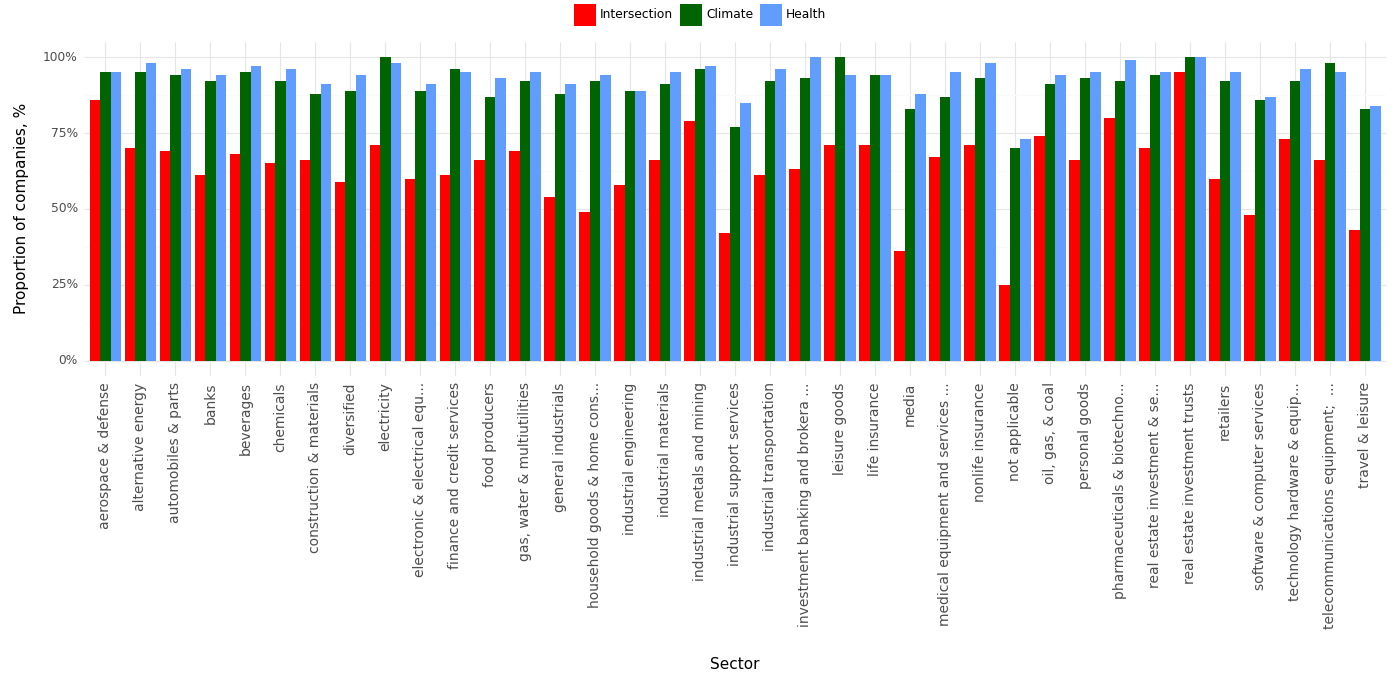 Intersection Climate Health
Proportion of companies, %
100%
75%
50%
25%
0%
aerospace & defense
alternative energy
automobiles & parts
banks
beverages
chemicals
construction & materials
diversified
electricity
electronic & electrical equ...
finance and credit services
food producers
gas, water & multiutilities
general industrials
household goods & home cons...
industrial engineering
industrial materials
industrial metals and mining
industrial support services
industrial transportation
investment banking and brokera ...
leisure goods
life insurance
media
medical equipment and services ...
nonlife insurance
not applicable
oil, gas, & coal
personal goods
pharmaceuticals & biotechno...
real estate investment & se...
real estate investment trusts
retailers
software & computer services
technology hardware & equip...
telecommunications equipment;  ...
travel & leisure
Sector